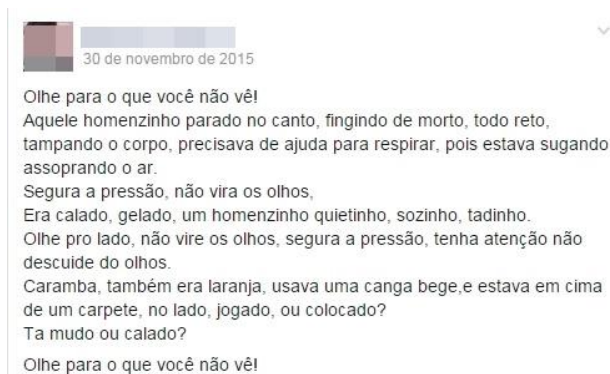 30 de novembro de 2015
Olhe para o que você não vê!
Aquele homenzinho parado no canto, fingindo de morto, todo reto,
tampando o corpo, precisava de ajuda para respirar, pois estava sugando
assoprando o ar.
Segura a pressão, não vira os olhos,
Era calado, gelado, um homenzinho quietinho, sozinho, tadinho.
Olhe pro lado, não vire os olhos, segura a pressão, tenha atenção não
descuide do olhos.
Caramba, também era laranja, usava uma canga bege,e estava em cima
de um carpete, no lado, jogado, ou colocado?
Ta mudo ou calado?
Olhe para o que você não vê!